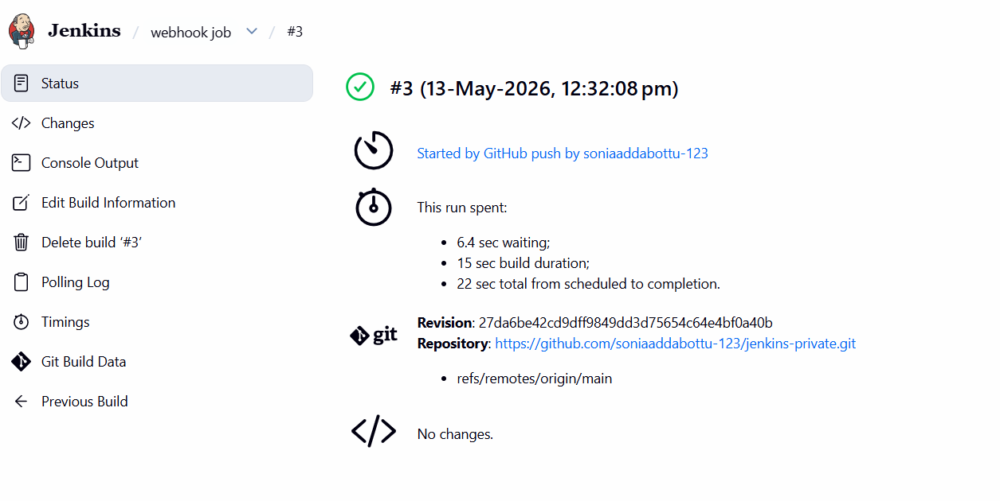 Jenkins / webhook job / #3
Status
Changes
Console Output
Edit Build Information
Delete build ‘#3’
Polling Log
Timings
Git Build Data
Previous Build
#3 (13-May-2026, 12:32:08 pm)
Started by GitHub push by soniaaddabottu-123
This run spent:
• 6.4 sec waiting;
• 15 sec build duration;
• 22 sec total from scheduled to completion.
git
Revision: 27da6be42cd9dff9849dd3d75654c64e4bf0a40b
Repository: https://github.com/soniaaddabottu-123/jenkins-private.git
• refs/remotes/origin/main
No changes.